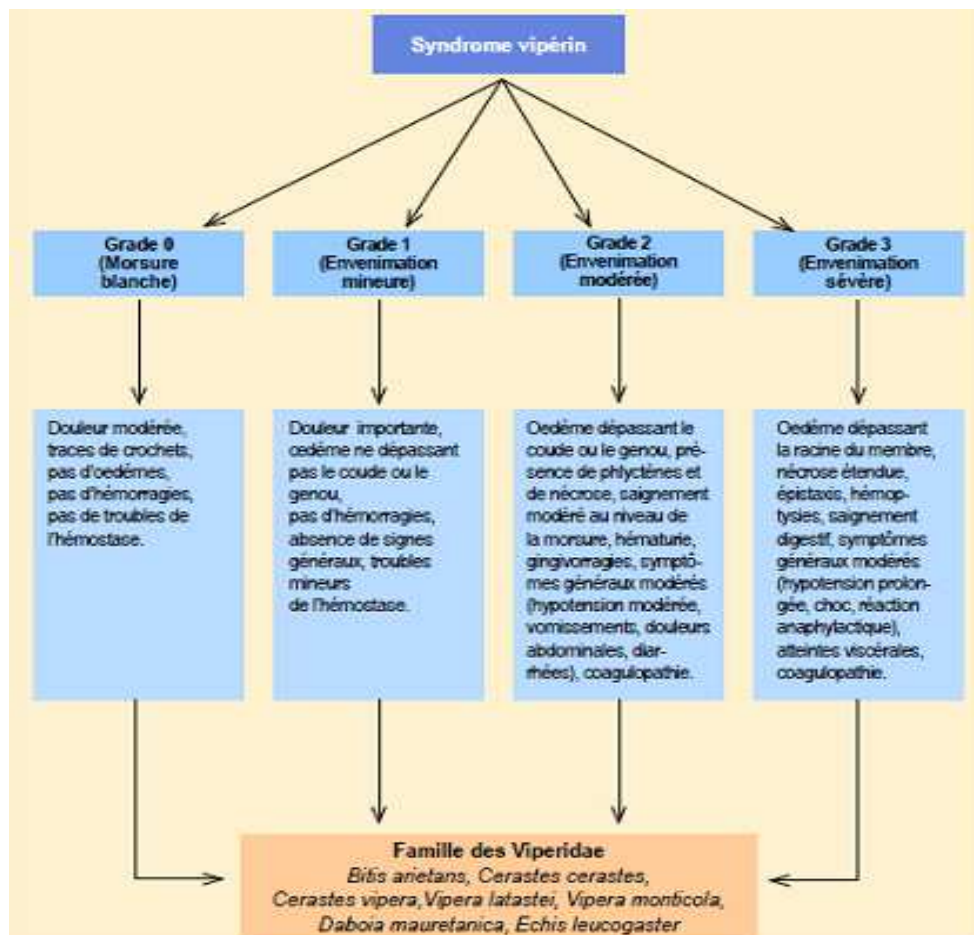 Syndrome vipérin
Grade 0
(Morsure
blanche)
Grade 1
(Envenimation
mineure)
Grade 2
(Envenimation
modérée)
Grade 3
(Envenimation
sévère)
Douleur modérée,
traces de crochets,
pas d'oedèmes,
pas d'hémorragies,
pas de troubles de
l'hémostase.
Douleur importante,
oedème ne dépassant
pas le coude ou le
genou,
pas d'hémorragies,
absence de signes
généraux, troubles
mineurs
de l'hémostase.
Oedème dépassant le
coude ou le genou, pré-
sence de phlyctènes et
de nécrose, saignement
modéré au niveau de
la morsure, hématurie,
gingivorragies, symptô-
mes généraux modérés
(hypotension modérée,
vomissements, douleurs
abdominales, diar-
rhées), coagulopathie.
Oedème dépassant
la racine du membre,
nécrose étendue,
épistaxis, hémop-
tysies, saignement
digestif, symptômes
généraux modérés
(hypotension prolon-
gée, choc, réaction
anaphylactique),
atteintes viscérales,
coagulopathie.
Famille des Viperidae
Bitis arietans, Cerastes cerastes,
Cerastes vipera,Vipera latastei, Vipera monticola,
Daboia mauretanica, Echis leucogaster